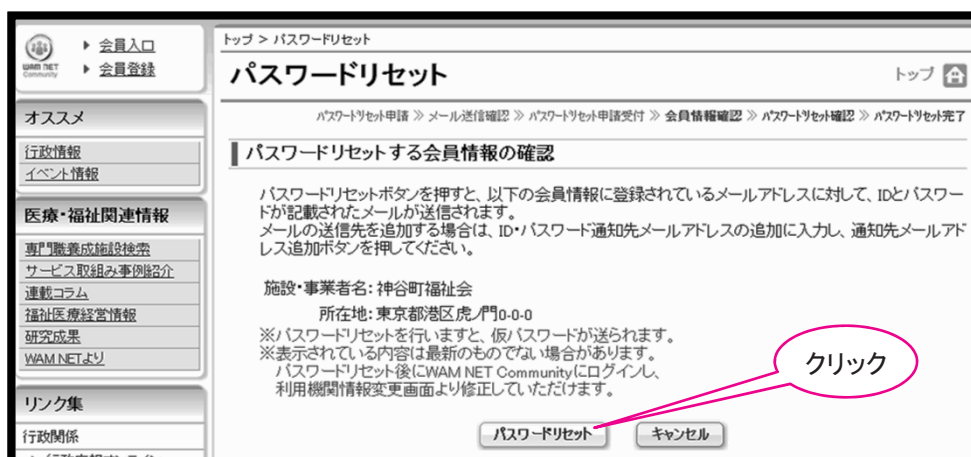 WAM NET
Community
会員入口
会員登録
オススメ
行政情報
イベント情報
医療・福祉関連情報
専門職養成施設検索
サービス取組み事例紹介
連載コラム
福祉医療経営情報
研究成果
WAM NETより
リンク集
行政関係
トップ > パスワードリセット
パスワードリセット
トップ
パスワードリセット申請 ≫ メール送信確認 ≫ パスワードリセット申請受付 ≫ 会員情報確認 ≫ パスワードリセット確認 ≫ パスワードリセット完了
パスワードリセットする会員情報の確認
パスワードリセットボタンを押すと、以下の会員情報に登録されているメールアドレスに対して、IDとパスワー
ドが記載されたメールが送信されます。
メールの送信先を追加する場合は、ID・パスワード通知先メールアドレスの追加に入力し、通知先メールアド
レス追加ボタンを押してください。
施設・事業者名：神谷町福祉会
所在地：東京都港区虎ノ門0-0-0
※パスワードリセットを行いますと、仮パスワードが送られます。
※表示されている内容は最新のものでない場合があります。
パスワードリセット後にWAM NET Communityにログインし、
利用機関情報変更画面より修正していただけます。
クリック
パスワードリセット
キャンセル